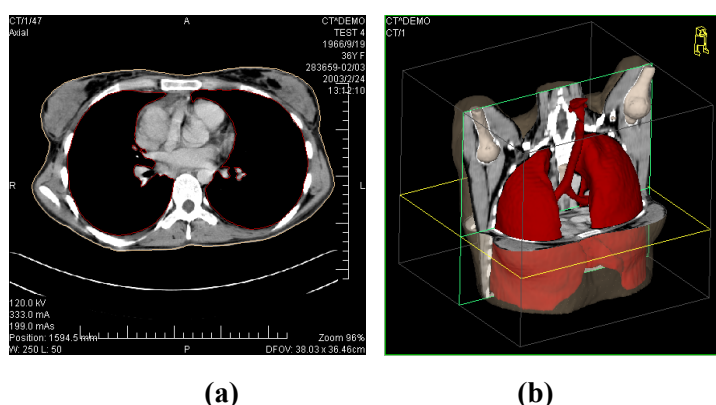 CT/1/47
Axial
A
CT^DEMO
TEST 4
1966/9/19
36Y F
283659-02/03
2003/2/24
13:12:10
R
L
120.0 kV
333.0 mA
199.0 mAs
Position: 1594.5 mm
W: 250 L: 50
P
Zoom 96%
DFOV: 38.03 x 36.46cm
CT^DEMO
CT/1
(a)
(b)